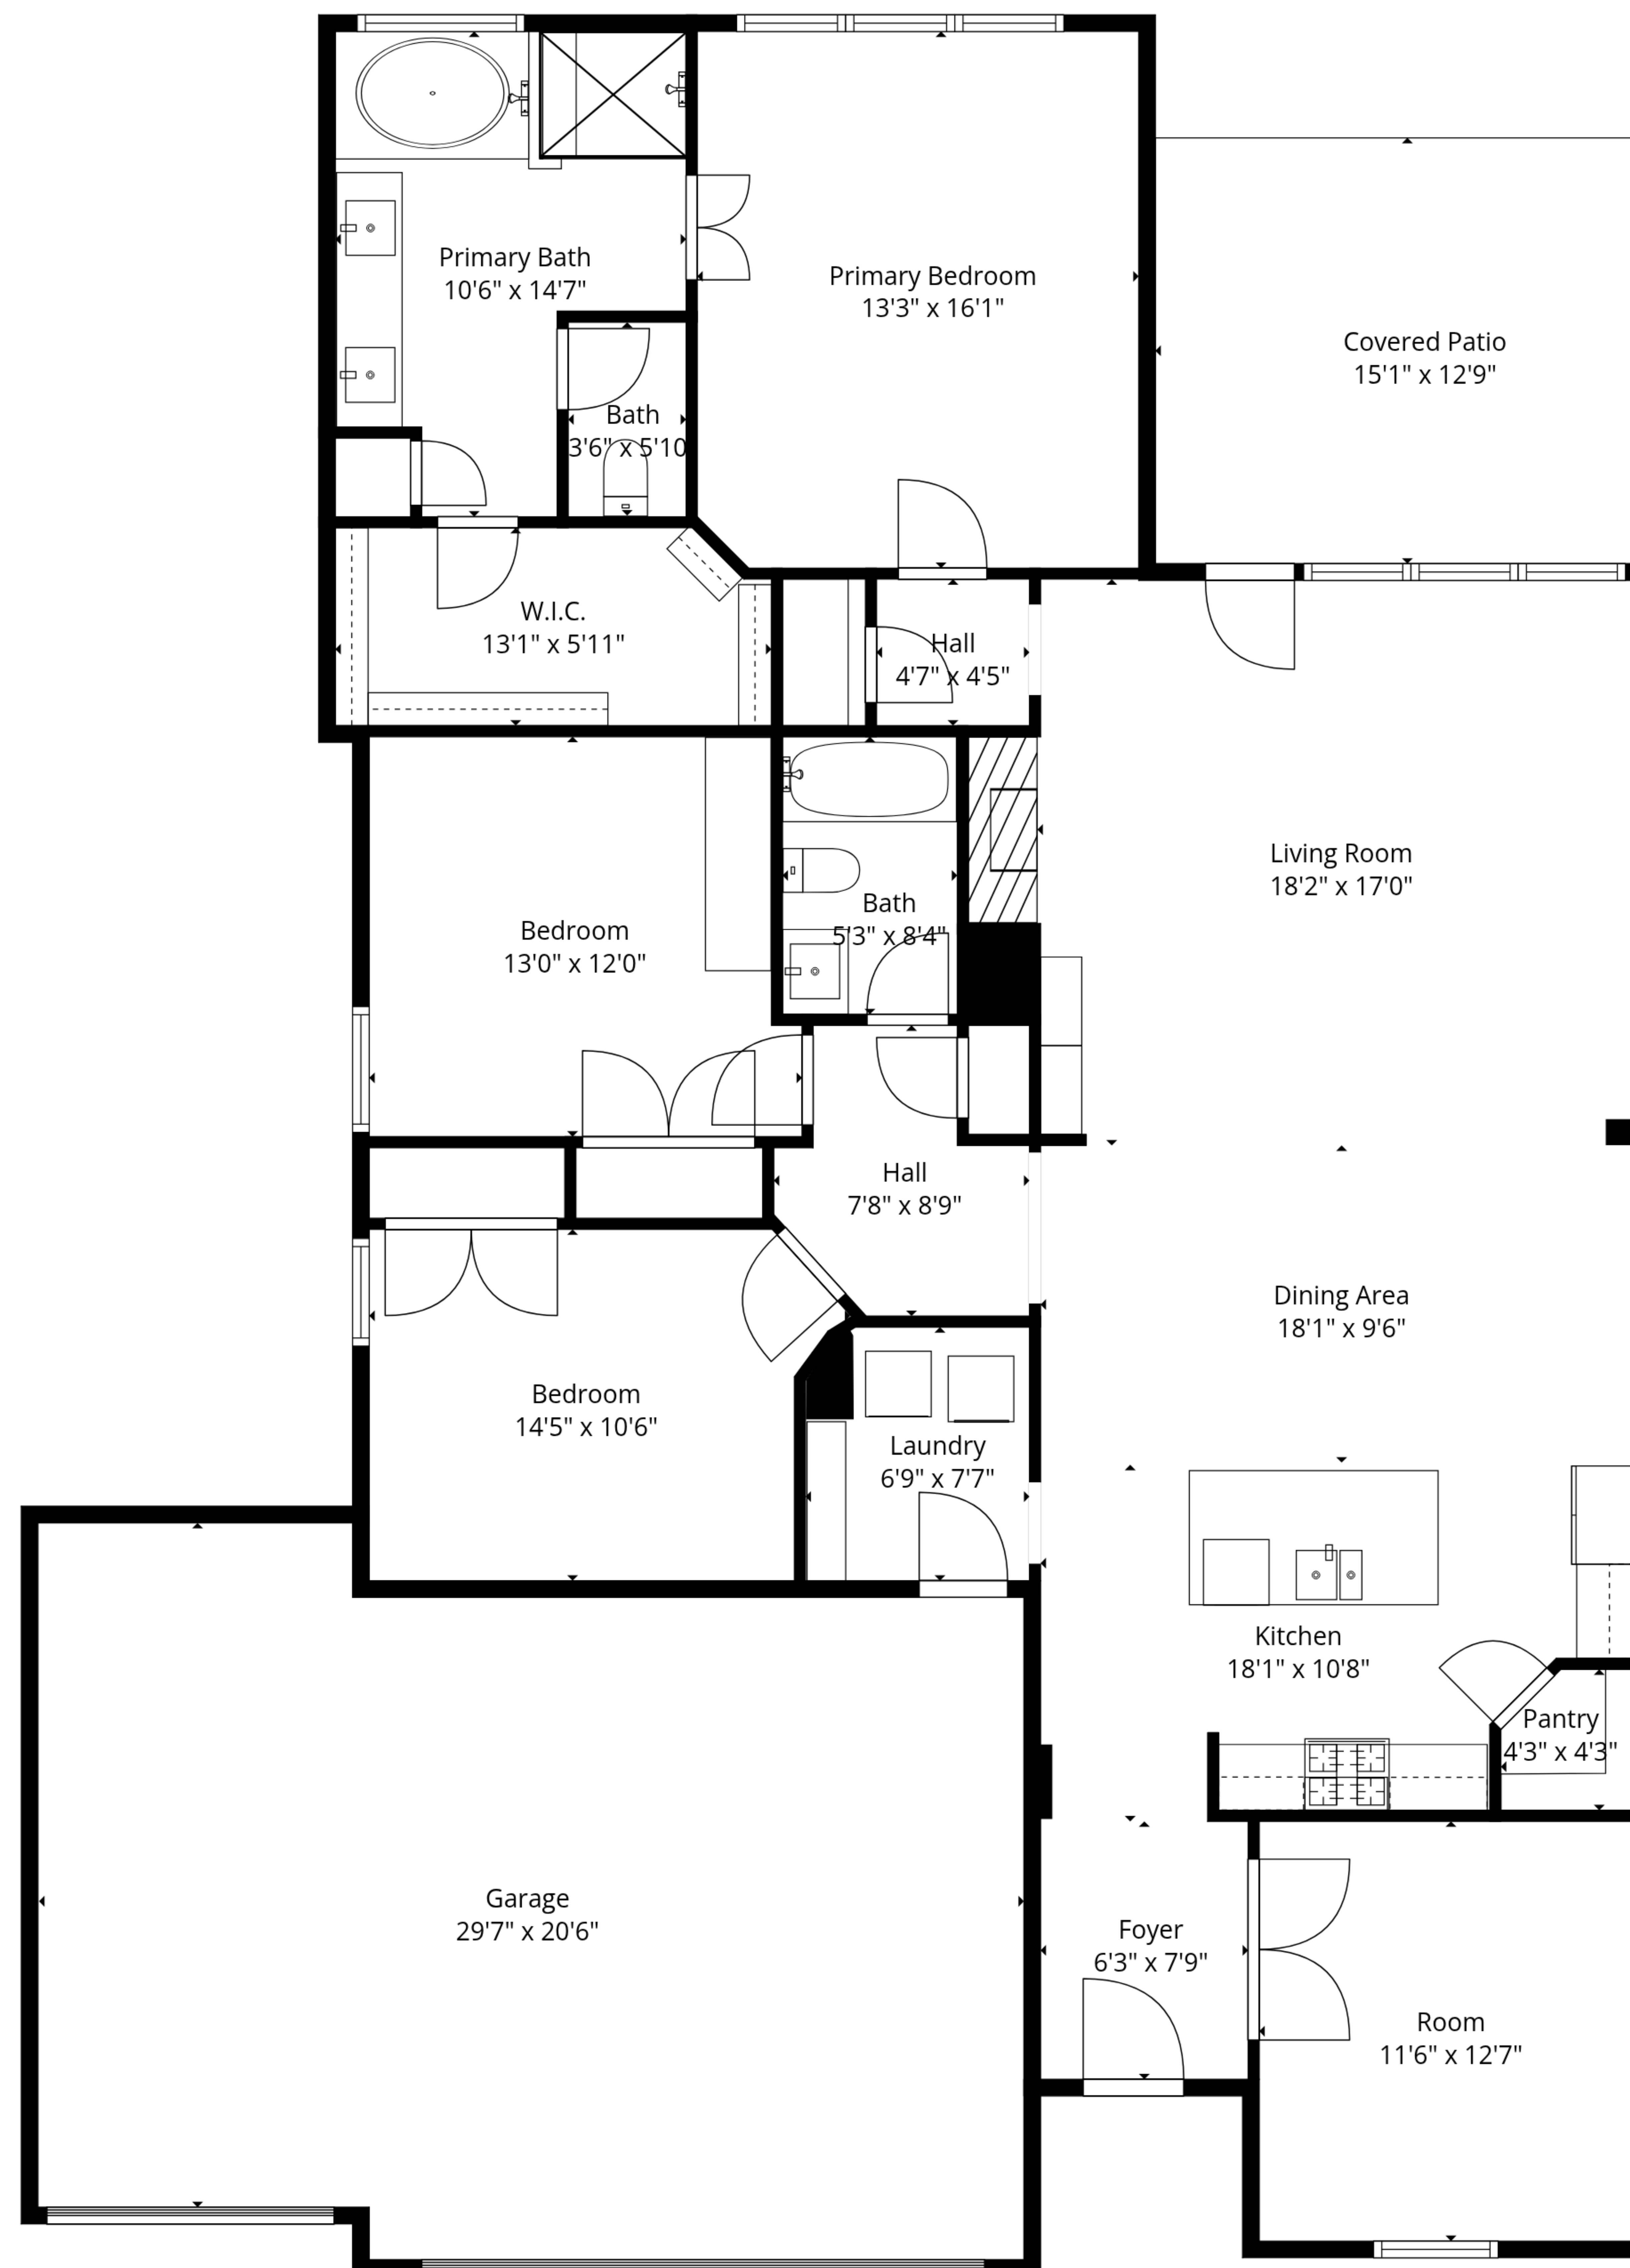 Primary Bath
10'6" x 14'7"
Primary Bedroom
13'3" x 16'1"
Covered Patio
15'1" x 12'9"
Bath
3'6" x 5'10
W.I.C.
13'1" x 5'11"
Hall
4'7" x 4'5"
Living Room
18'2" x 17'0"
Bath
5'3" x 8'4"
Bedroom
13'0" x 12'0"
Hall
7'8" x 8'9"
Dining Area
18'1" x 9'6"
Bedroom
14'5" x 10'6"
Laundry
6'9" x 7'7"
Kitchen
18'1" x 10'8"
Pantry
4'3" x 4'3"
Garage
29'7" x 20'6"
Foyer
6'3" x 7'9"
Room
11'6" x 12'7"